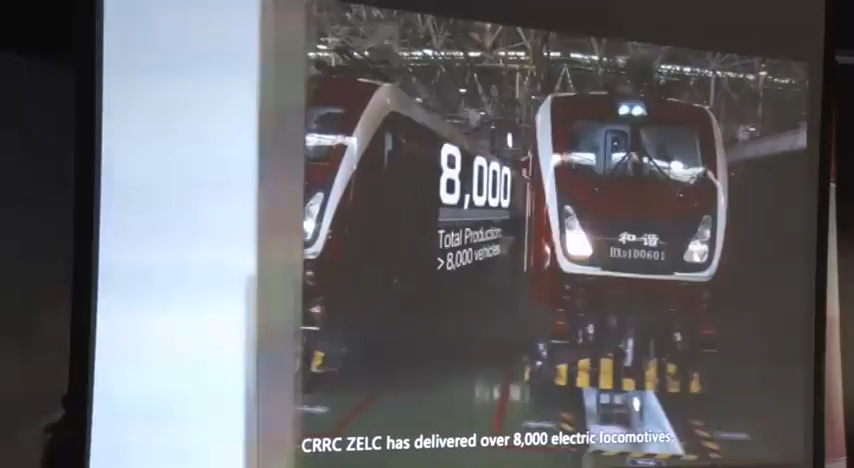 8,000
Total Production:
>8,000 vehicles
和谐
HXD1D0601
CRRC ZELC has delivered over 8,000 electric locomotives.